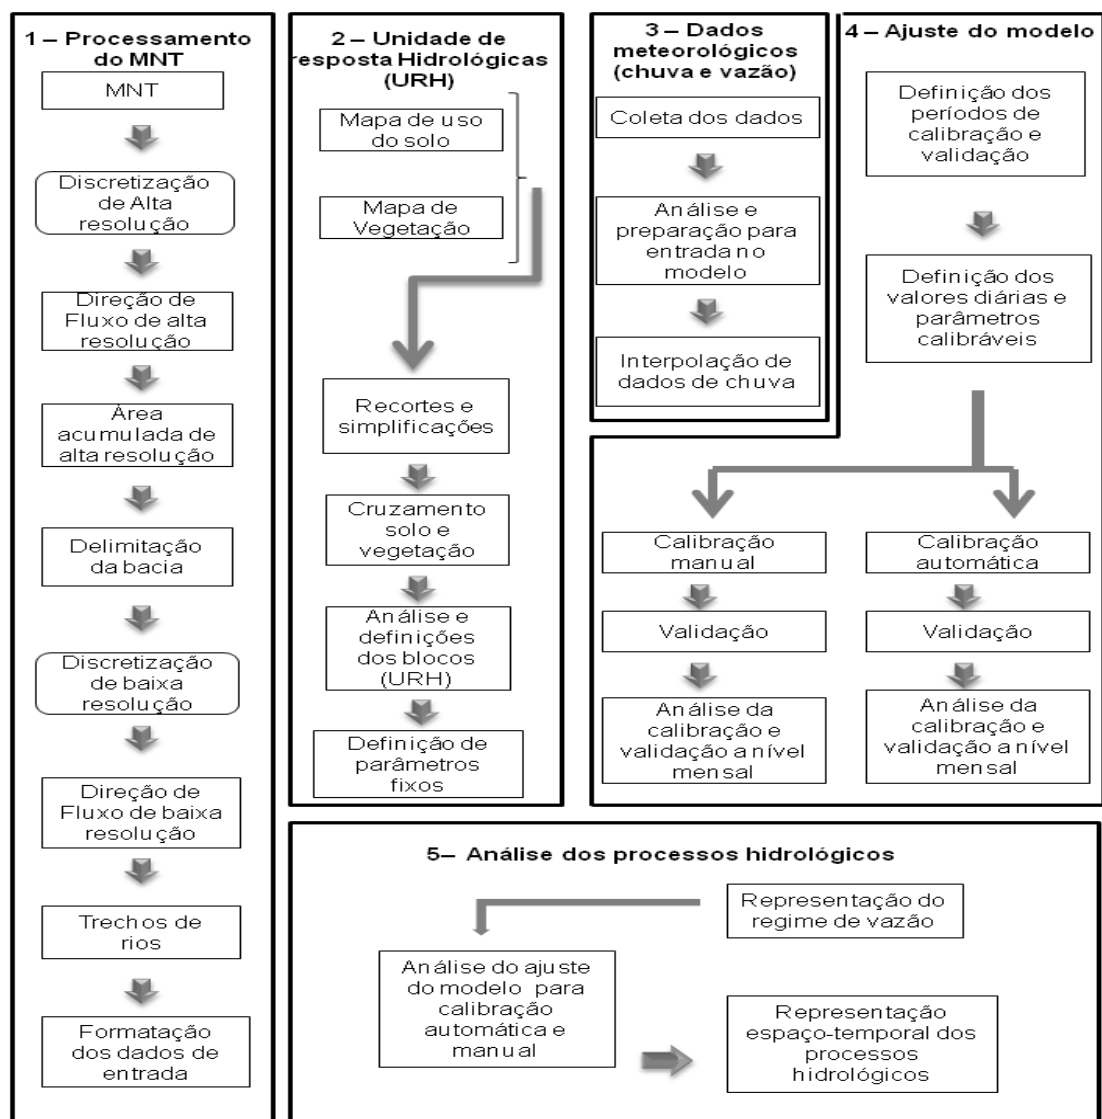 1 – Processamento
do MNT
MNT
Discretização
de Alta
resolução
Direção de
Fluxo de alta
resolução
Área
acumulada de
alta resolução
Delimitação
da bacia
Discretização
de baixa
resolução
Direção de
Fluxo de baixa
resolução
Trechos de
rios
Formatação
dos dados de
entrada
2 – Unidade de
resposta Hidrológicas
(URH)
Mapa de uso
do solo
Mapa de
Vegetação
Recortes e
simplificações
Cruzamento
solo e
vegetação
Análise e
definições
dos blocos
(URH)
Definição de
parâmetros
fixos
3 – Dados
meteorológicos
(chuva e vazão)
Coleta dos dados
Análise e
preparação para
entrada no
modelo
Interpolação de
dados de chuva
4 – Ajuste do modelo
Definição dos
períodos de
calibração e
validação
Definição dos
valores diárias e
parâmetros
calibráveis
Calibração
manual
Validação
Análise da
calibração e
validação a nível
mensal
Calibração
automática
Validação
Análise da
calibração e
validação a nível
mensal
5– Análise dos processos hidrológicos
Representação do
regime de vazão
Análise do ajuste
do modelo para
calibração
automática e
manual
Representação
espaço-temporal dos
processos
hidrológicos